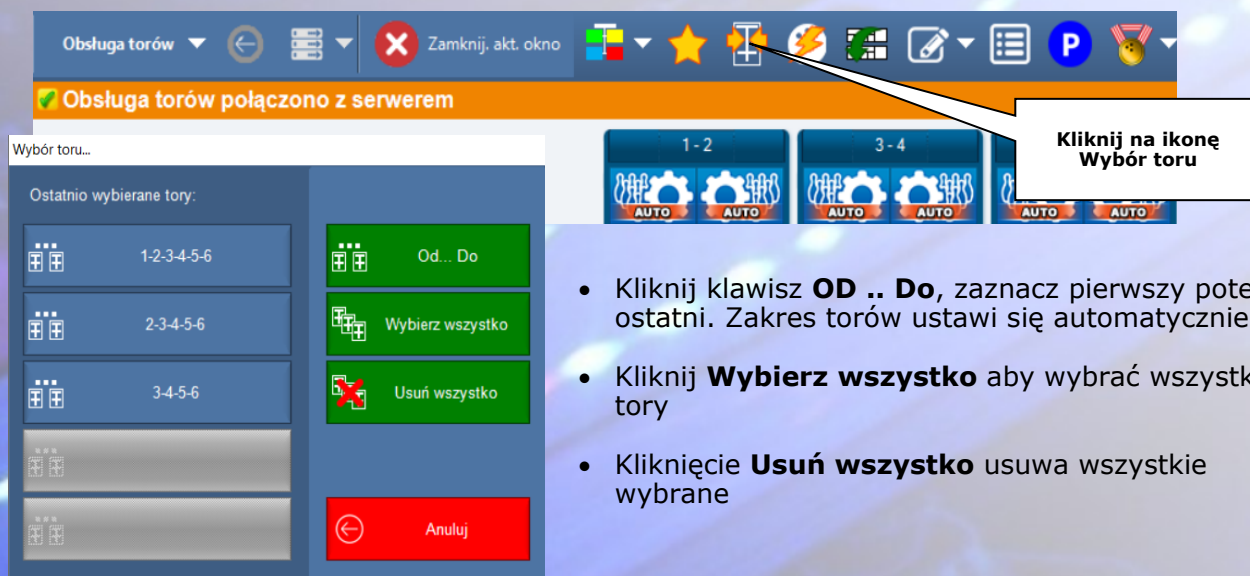 Obsługa torów
Zamknij. akt. okno
P
Obsługa torów połączono z serwerem
Kliknij na ikonę
Wybór toru
1 - 2
3 - 4
AUTO AUTO AUTO AUTO AUTO AUTO
Wybór toru...
Ostatnio wybierane tory:
1-2-3-4-5-6
2-3-4-5-6
3-4-5-6
Od... Do
Wybierz wszystko
Usuń wszystko
Anuluj
• Kliknij klawisz OD .. Do, zaznacz pierwszy pote
ostatni. Zakres torów ustawi się automatycznie
• Kliknij Wybierz wszystko aby wybrać wszystk
tory
• Kliknięcie Usuń wszystko usuwa wszystkie
wybrane